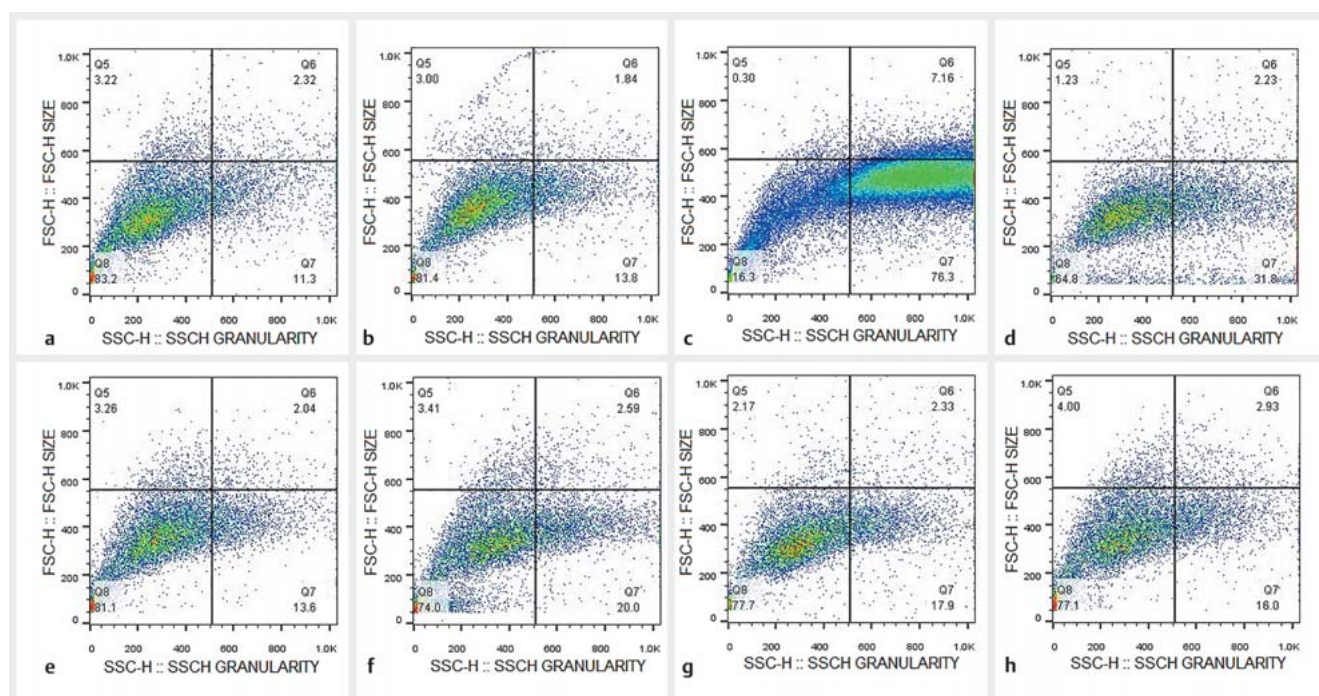 1.0K
Q5
3.22
Q6
2.32
800
600
400
200
Q8
83.2
Q7
11.3
0
0 200 400 600 800 1.0K
FSC-H :: FSC-H SIZE
SSC-H :: SSCH GRANULARITY
a
1.0K
Q5
3.00
Q6
1.84
800
600
400
200
Q8
81.4
Q7
13.8
0
0 200 400 600 800 1.0K
FSC-H :: FSC-H SIZE
SSC-H :: SSCH GRANULARITY
b
1.0K
Q5
0.30
Q6
7.16
800
600
400
200
Q8
16.3
Q7
76.3
0
0 200 400 600 800 1.0K
FSC-H :: FSC-H SIZE
SSC-H :: SSCH GRANULARITY
c
1.0K
Q5
1.23
Q6
2.23
800
600
400
200
Q8
64.8
Q7
31.8
0
0 200 400 600 800 1.0K
FSC-H :: FSC-H SIZE
SSC-H :: SSCH GRANULARITY
d
1.0K
Q5
3.26
Q6
2.04
800
600
400
200
Q8
81.1
Q7
13.6
0
0 200 400 600 800 1.0K
FSC-H :: FSC-H SIZE
SSC-H :: SSCH GRANULARITY
e
1.0K
Q5
3.41
Q6
2.59
800
600
400
200
Q8
74.0
Q7
20.0
0
0 200 400 600 800 1.0K
FSC-H :: FSC-H SIZE
SSC-H :: SSCH GRANULARITY
f
1.0K
Q5
2.17
Q6
2.33
800
600
400
200
Q8
77.7
Q7
17.9
0
0 200 400 600 800 1.0K
FSC-H :: FSC-H SIZE
SSC-H :: SSCH GRANULARITY
g
1.0K
Q5
4.00
Q6
2.93
800
600
400
200
Q8
77.1
Q7
16.0
0
0 200 400 600 800 1.0K
FSC-H :: FSC-H SIZE
SSC-H :: SSCH GRANULARITY
h